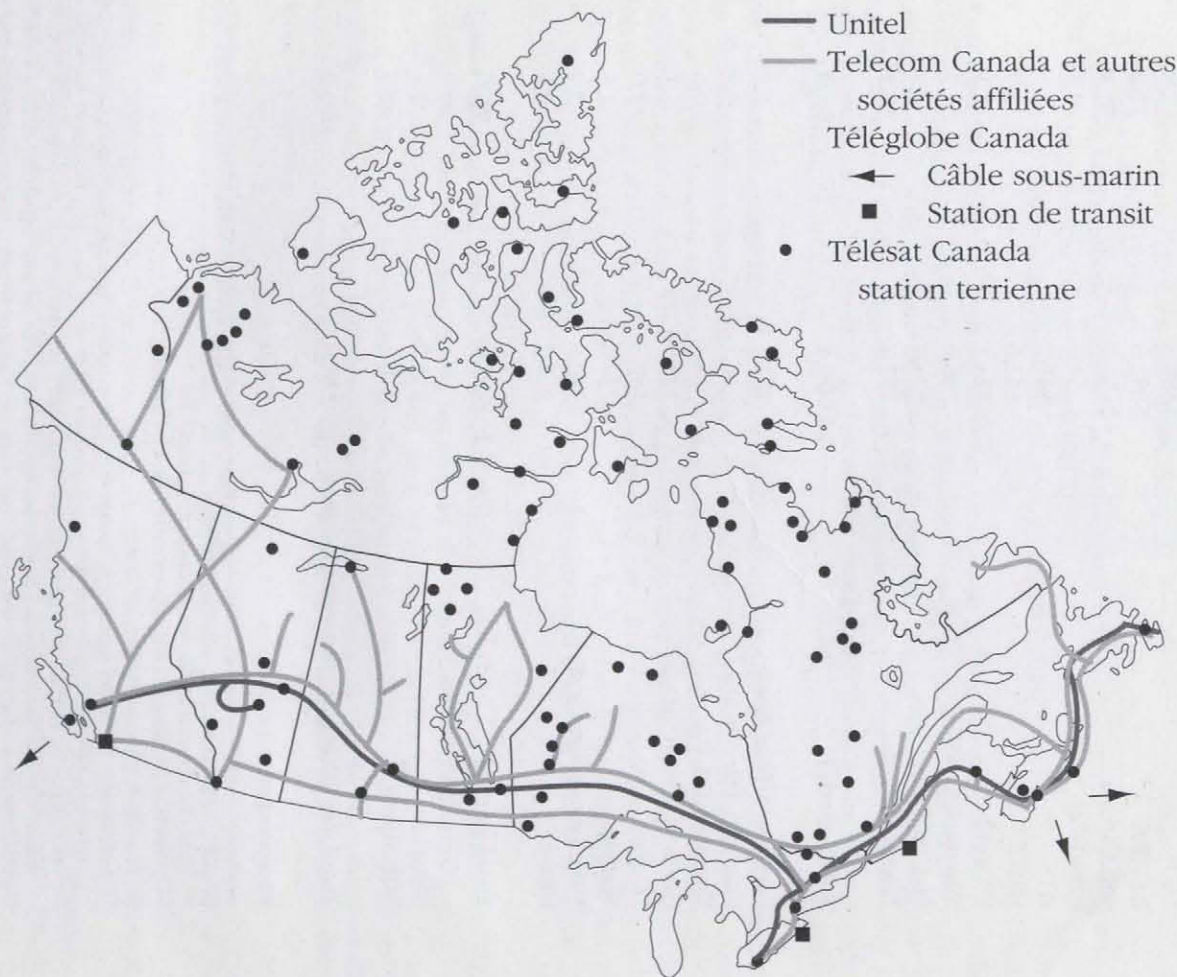 Unitel
Telecom Canada et autres
sociétés affiliées
Téléglobe Canada
Câble sous-marin
Station de transit
Télésat Canada
station terrienne